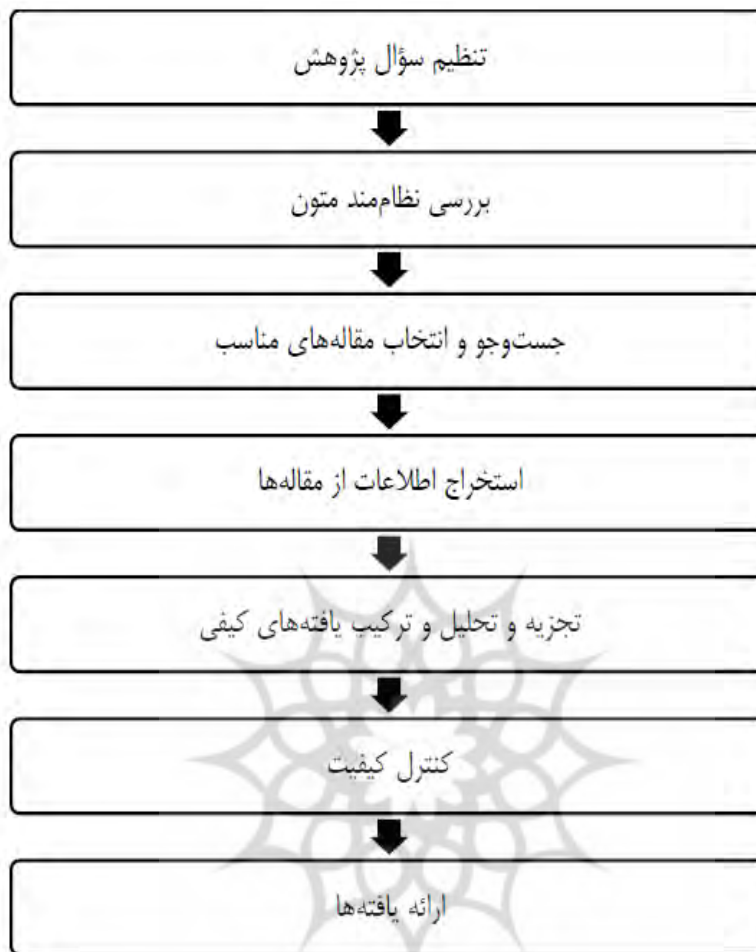 تنظیم سؤال پژوهش
بررسی نظام‌مند متون
جست‌وجو و انتخاب مقاله‌های مناسب
استخراج اطلاعات از مقاله‌ها
تجزیه و تحلیل و ترکیب یافته‌های کیفی
کنترل کیفیت
ارائه یافته‌ها